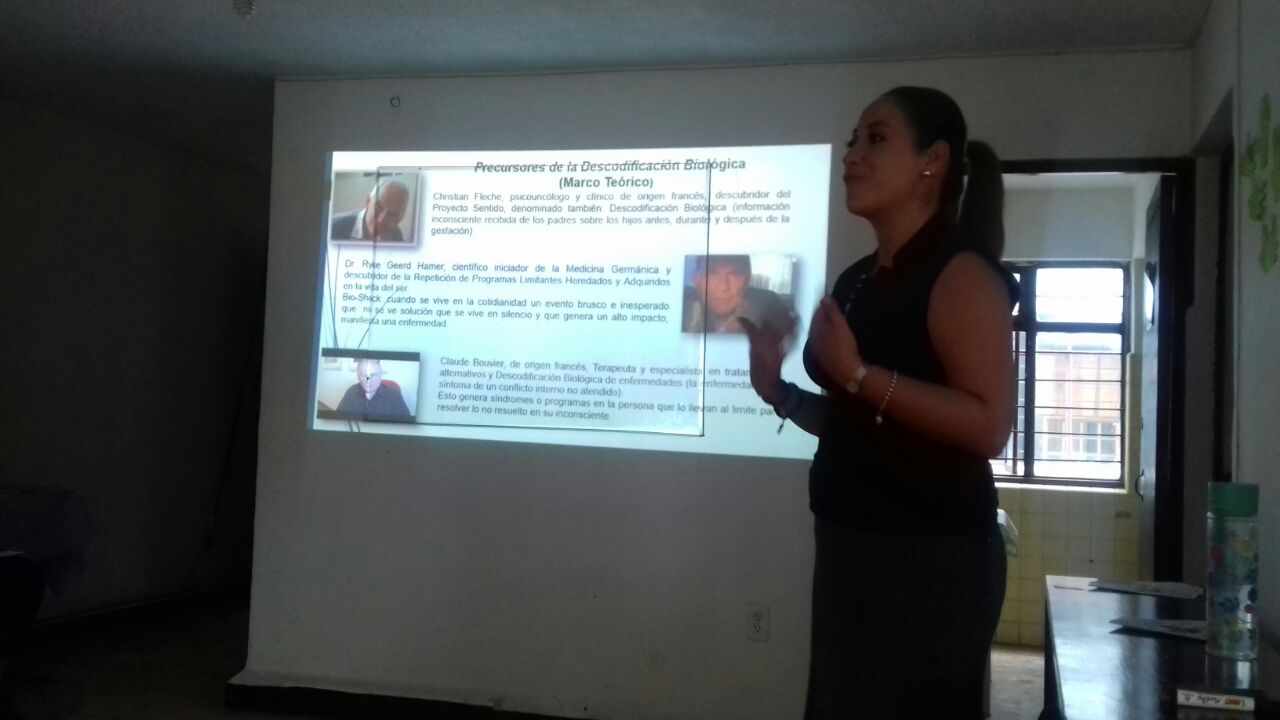 Precursores de la Descodificación Biológica
(Marco Teórico)
Christian Fleche, psicouncólogo y clínico de origen francés, descubridor del
Proyecto Sentido, denominado también Descodificación Biológica (información
inconsciente recibida de los padres sobre los hijos antes, durante y después de la
gestación)
Dr. Ryke Geerd Hamer, científico iniciador de la Medicina Germánica y
descubridor de la Repetición de Programas Limitantes Heredados y Adquiridos
en la vida del ser.
Bio-Shock cuando se vive en la cotidianidad un evento brusco e inesperado
que no se ve solución que se vive en silencio y que genera un alto impacto,
manifiesta una enfermedad.
Claude Bouvier, de origen francés, Terapeuta y especialista en
alternativos y Descodificación Biológica de enfermedades (la
síntoma de un conflicto interno no atendido).
Esto genera síndromes o programas en la persona que lo llevan al límite
resolver lo no resuelto en su inconsciente.